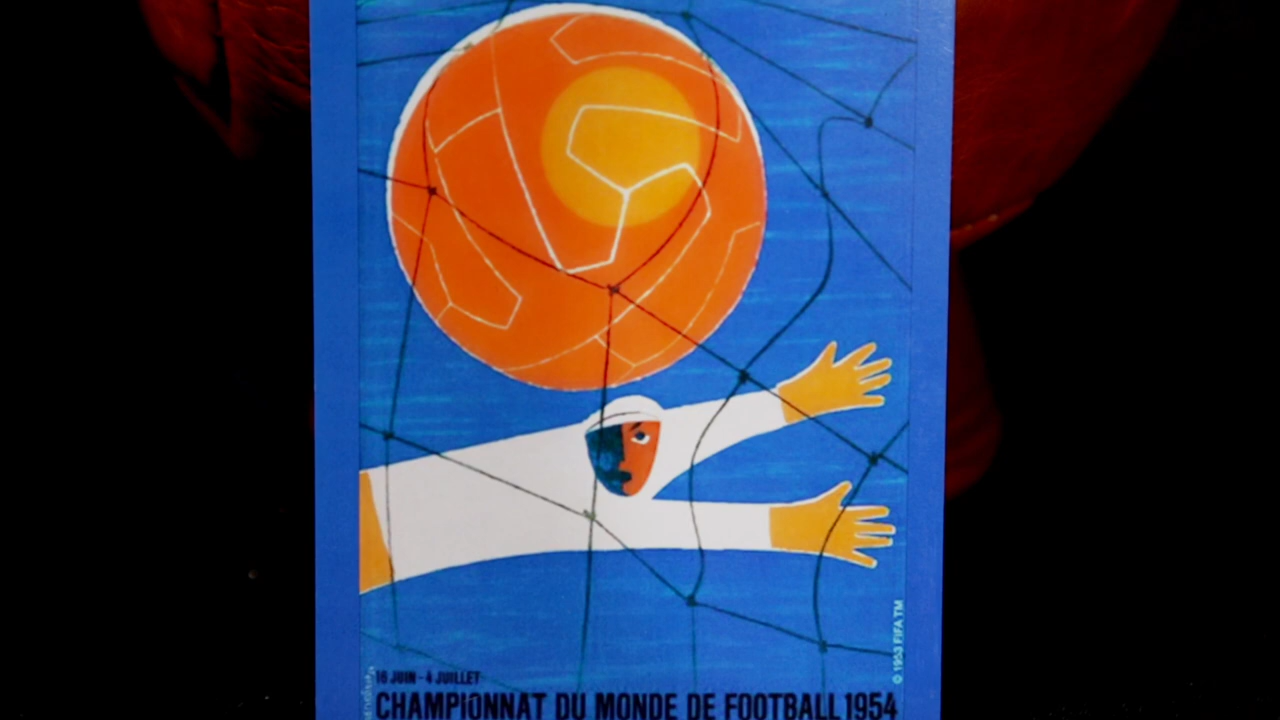 16 JUIN - 4 JUILLET
CHAMPIONNAT DU MONDE DE FOOTBALL 1954
© 1953 FIFA TM